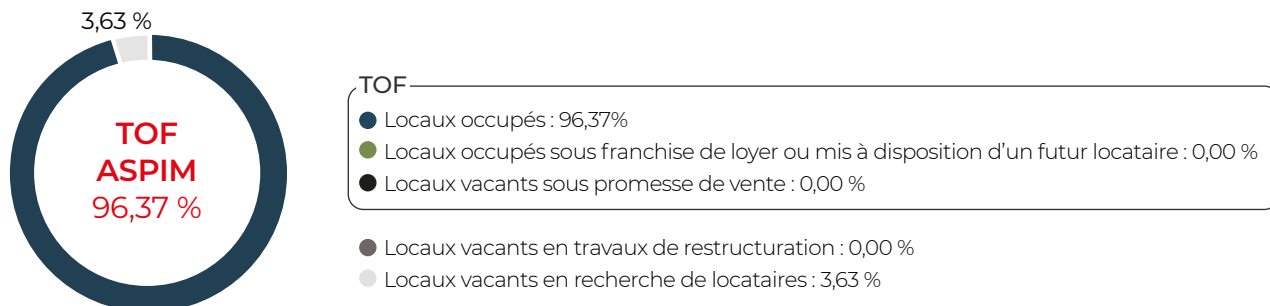 3,63 %
TOF
ASPIM
96,37 %
TOF
Locaux occupés : 96,37%
Locaux occupés sous franchise de loyer ou mis à disposition d’un futur locataire : 0,00 %
Locaux vacants sous promesse de vente : 0,00 %
Locaux vacants en travaux de restructuration : 0,00 %
Locaux vacants en recherche de locataires : 3,63 %